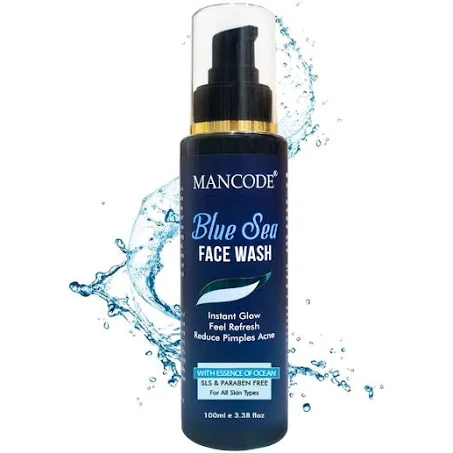 MANCODE®
Blue Sea
FACE WASH
Instant Glow
Feel Refresh
Reduce Pimples Acne
WITH ESSENCE OF OCEAN
SLS & PARABEN FREE
For All Skin Types
100ml e 3.38 floz